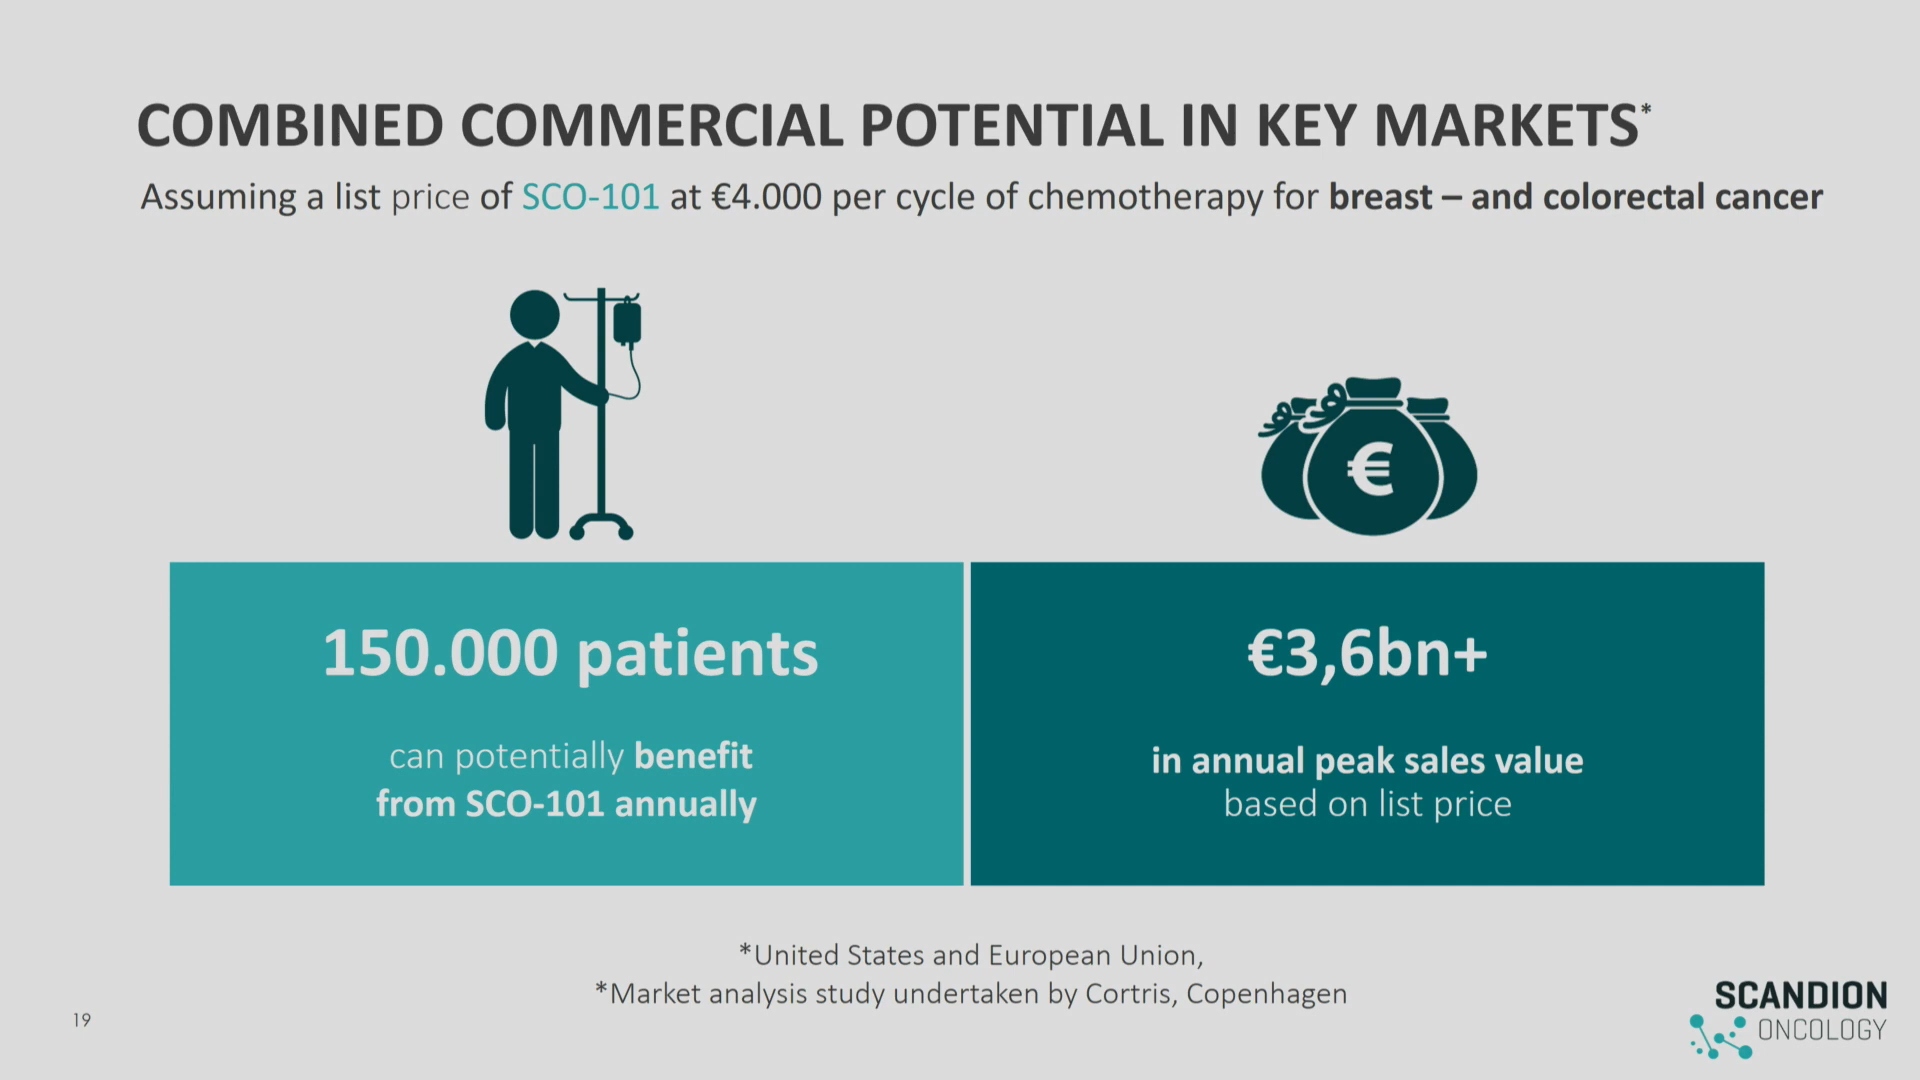 COMBINED COMMERCIAL POTENTIAL IN KEY MARKETS*
Assuming a list price of SCO-101 at €4.000 per cycle of chemotherapy for breast – and colorectal cancer
€
150.000 patients
can potentially benefit
from SCO-101 annually
€3,6bn+
in annual peak sales value
based on list price
*United States and European Union,
*Market analysis study undertaken by Cortris, Copenhagen
19
SCANDION
ONCOLOGY